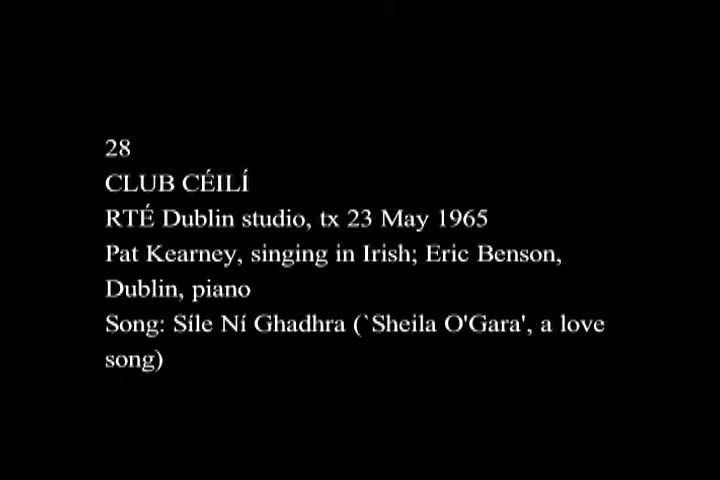 28
CLUB CÉILÍ
RTÉ Dublin studio, tx 23 May 1965
Pat Kearney, singing in Irish; Eric Benson,
Dublin, piano
Song: Síle Ní Ghadhra (`Sheila O'Gara', a love
song)